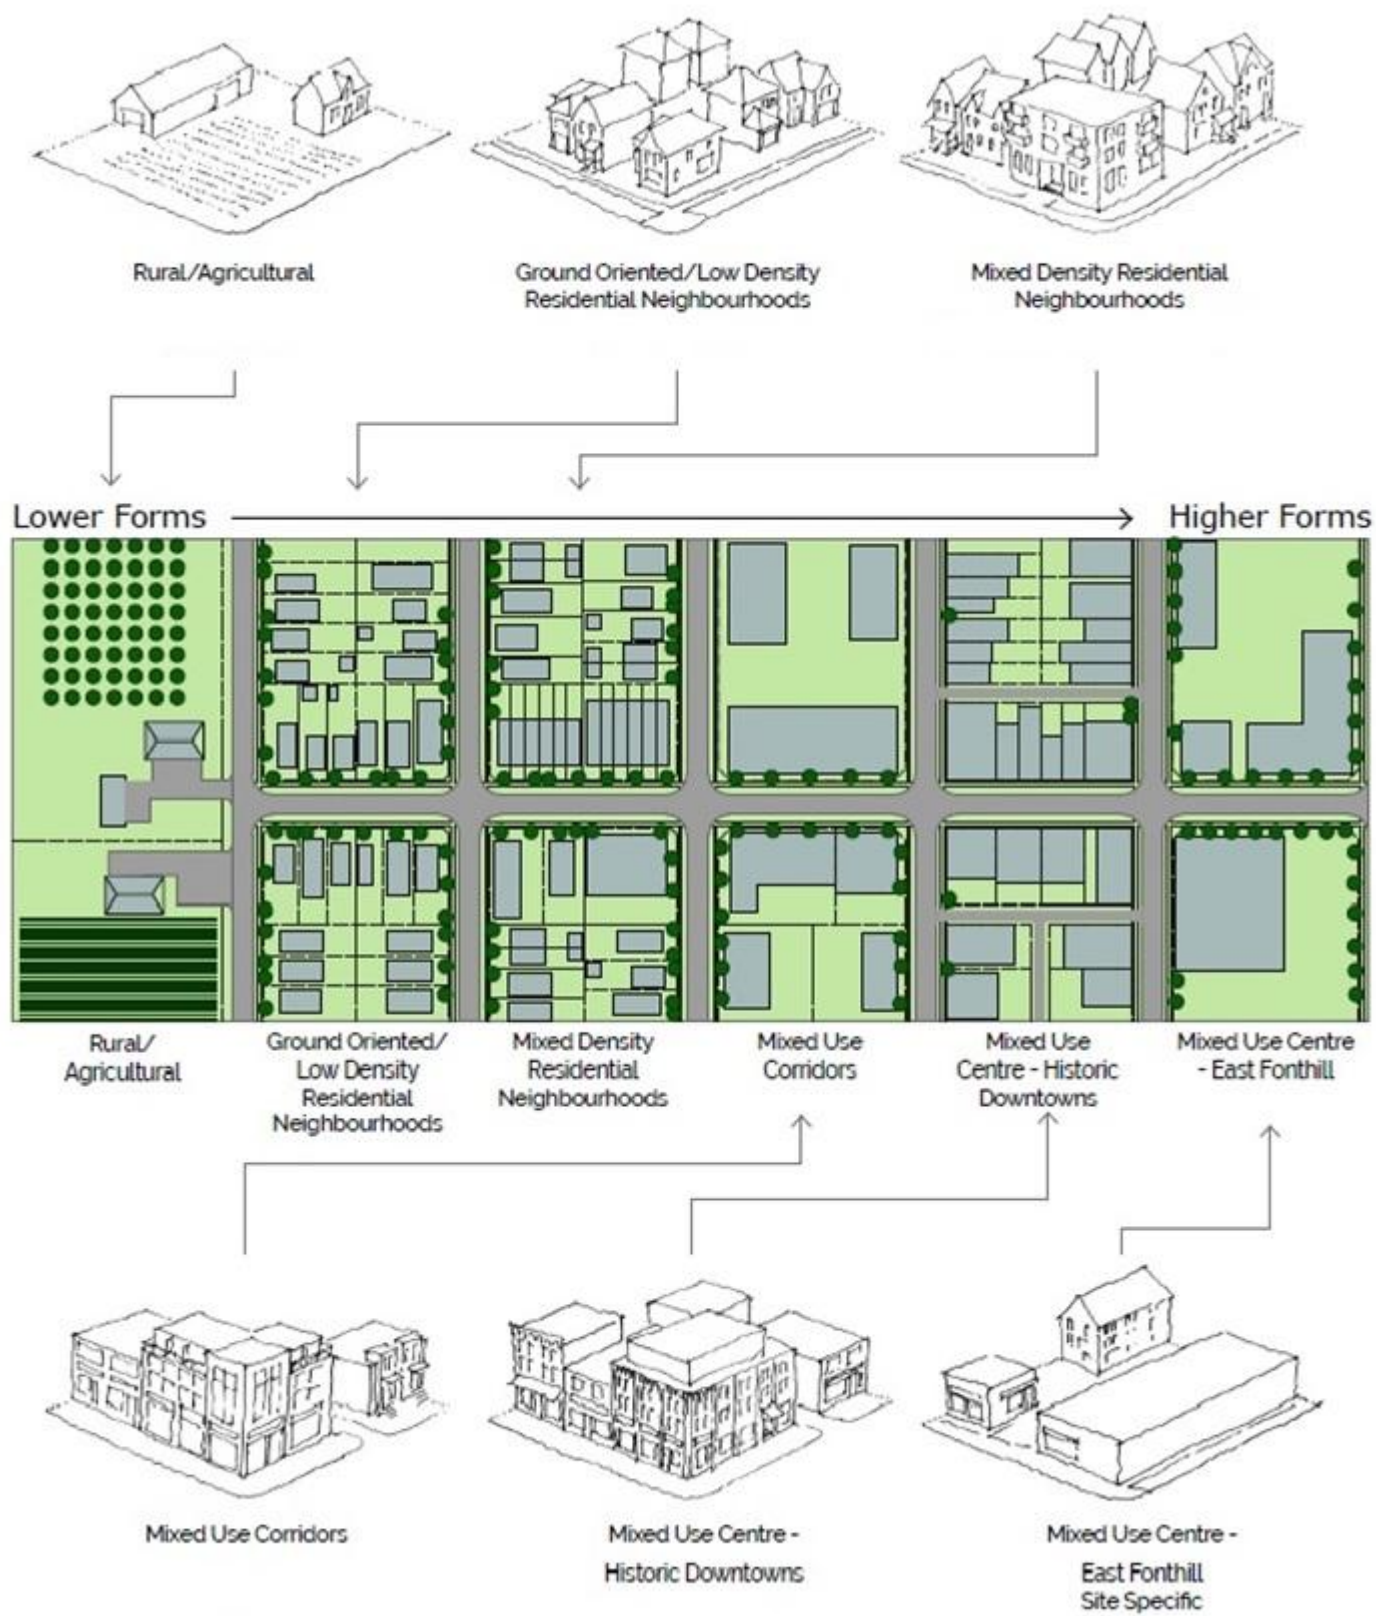 Rural/Agricultural
Ground Oriented/Low Density
Residential Neighbourhoods
Mixed Density Residential
Neighbourhoods
Lower Forms
Higher Forms
Rural/
Agricultural
Ground Oriented/
Low Density
Residential
Neighbourhoods
Mixed Density
Residential
Neighbourhoods
Mixed Use
Corridors
Mixed Use
Centre - Historic
Downtowns
Mixed Use Centre
- East Fonthill
Mixed Use Corridors
Mixed Use Centre -
Historic Downtowns
Mixed Use Centre -
East Fonthill
Site Specific